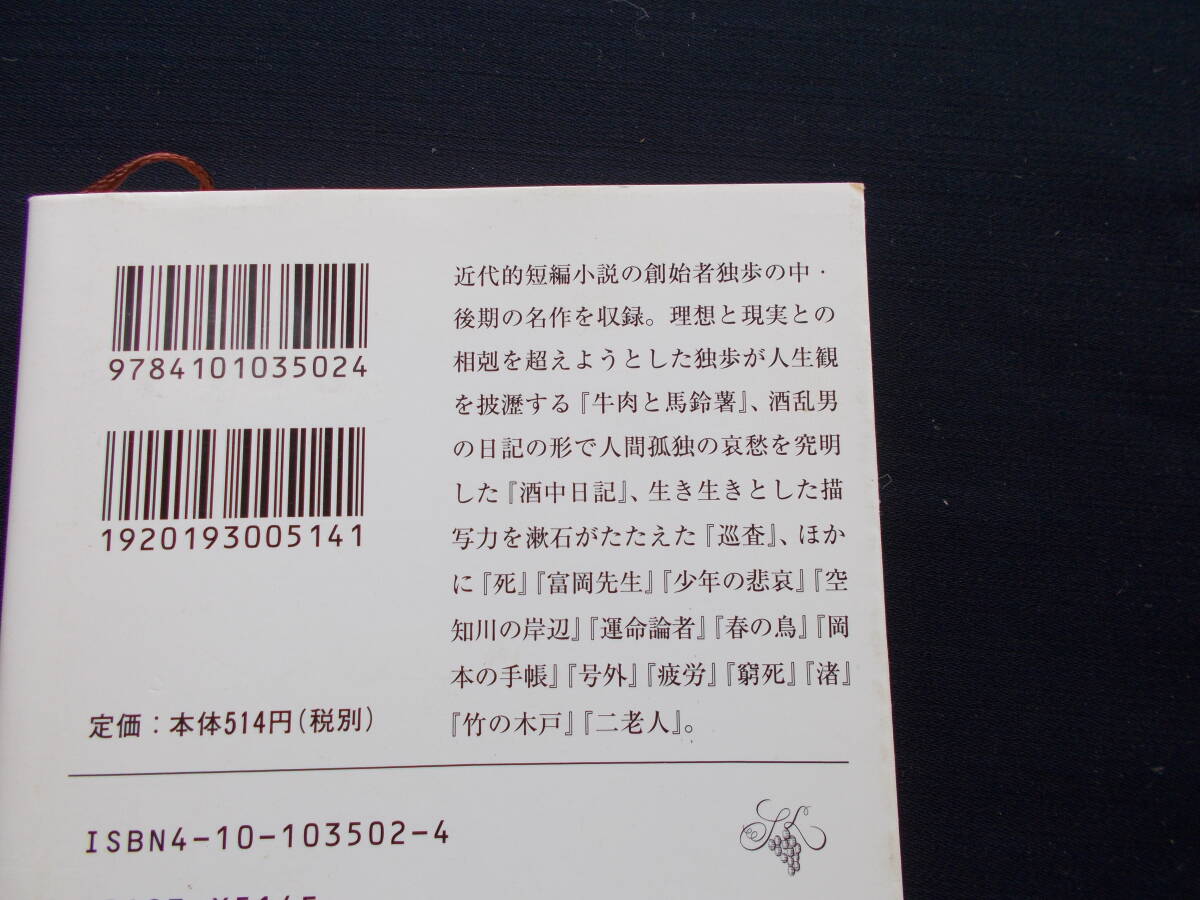 9784101035024
1920193005141
定価：本体514円（税別）
近代的短編小説の創始者独歩の中・
後期の名作を収録。理想と現実との
相剋を超えようとした独歩が人生観
を披瀝する『牛肉と馬鈴薯』、酒乱男
の日記の形で人間孤独の哀愁を究明
した『酒中日記』、生き生きとした描
写力を漱石がたたえた『巡査』、ほか
に『死』『富岡先生』『少年の悲哀』『空
知川の岸辺』『運命論者』『春の鳥』『岡
本の手帳』『号外』『疲労』『窮死』『渚』
『竹の木戸』『二老人』。
ISBN4-10-103502-4